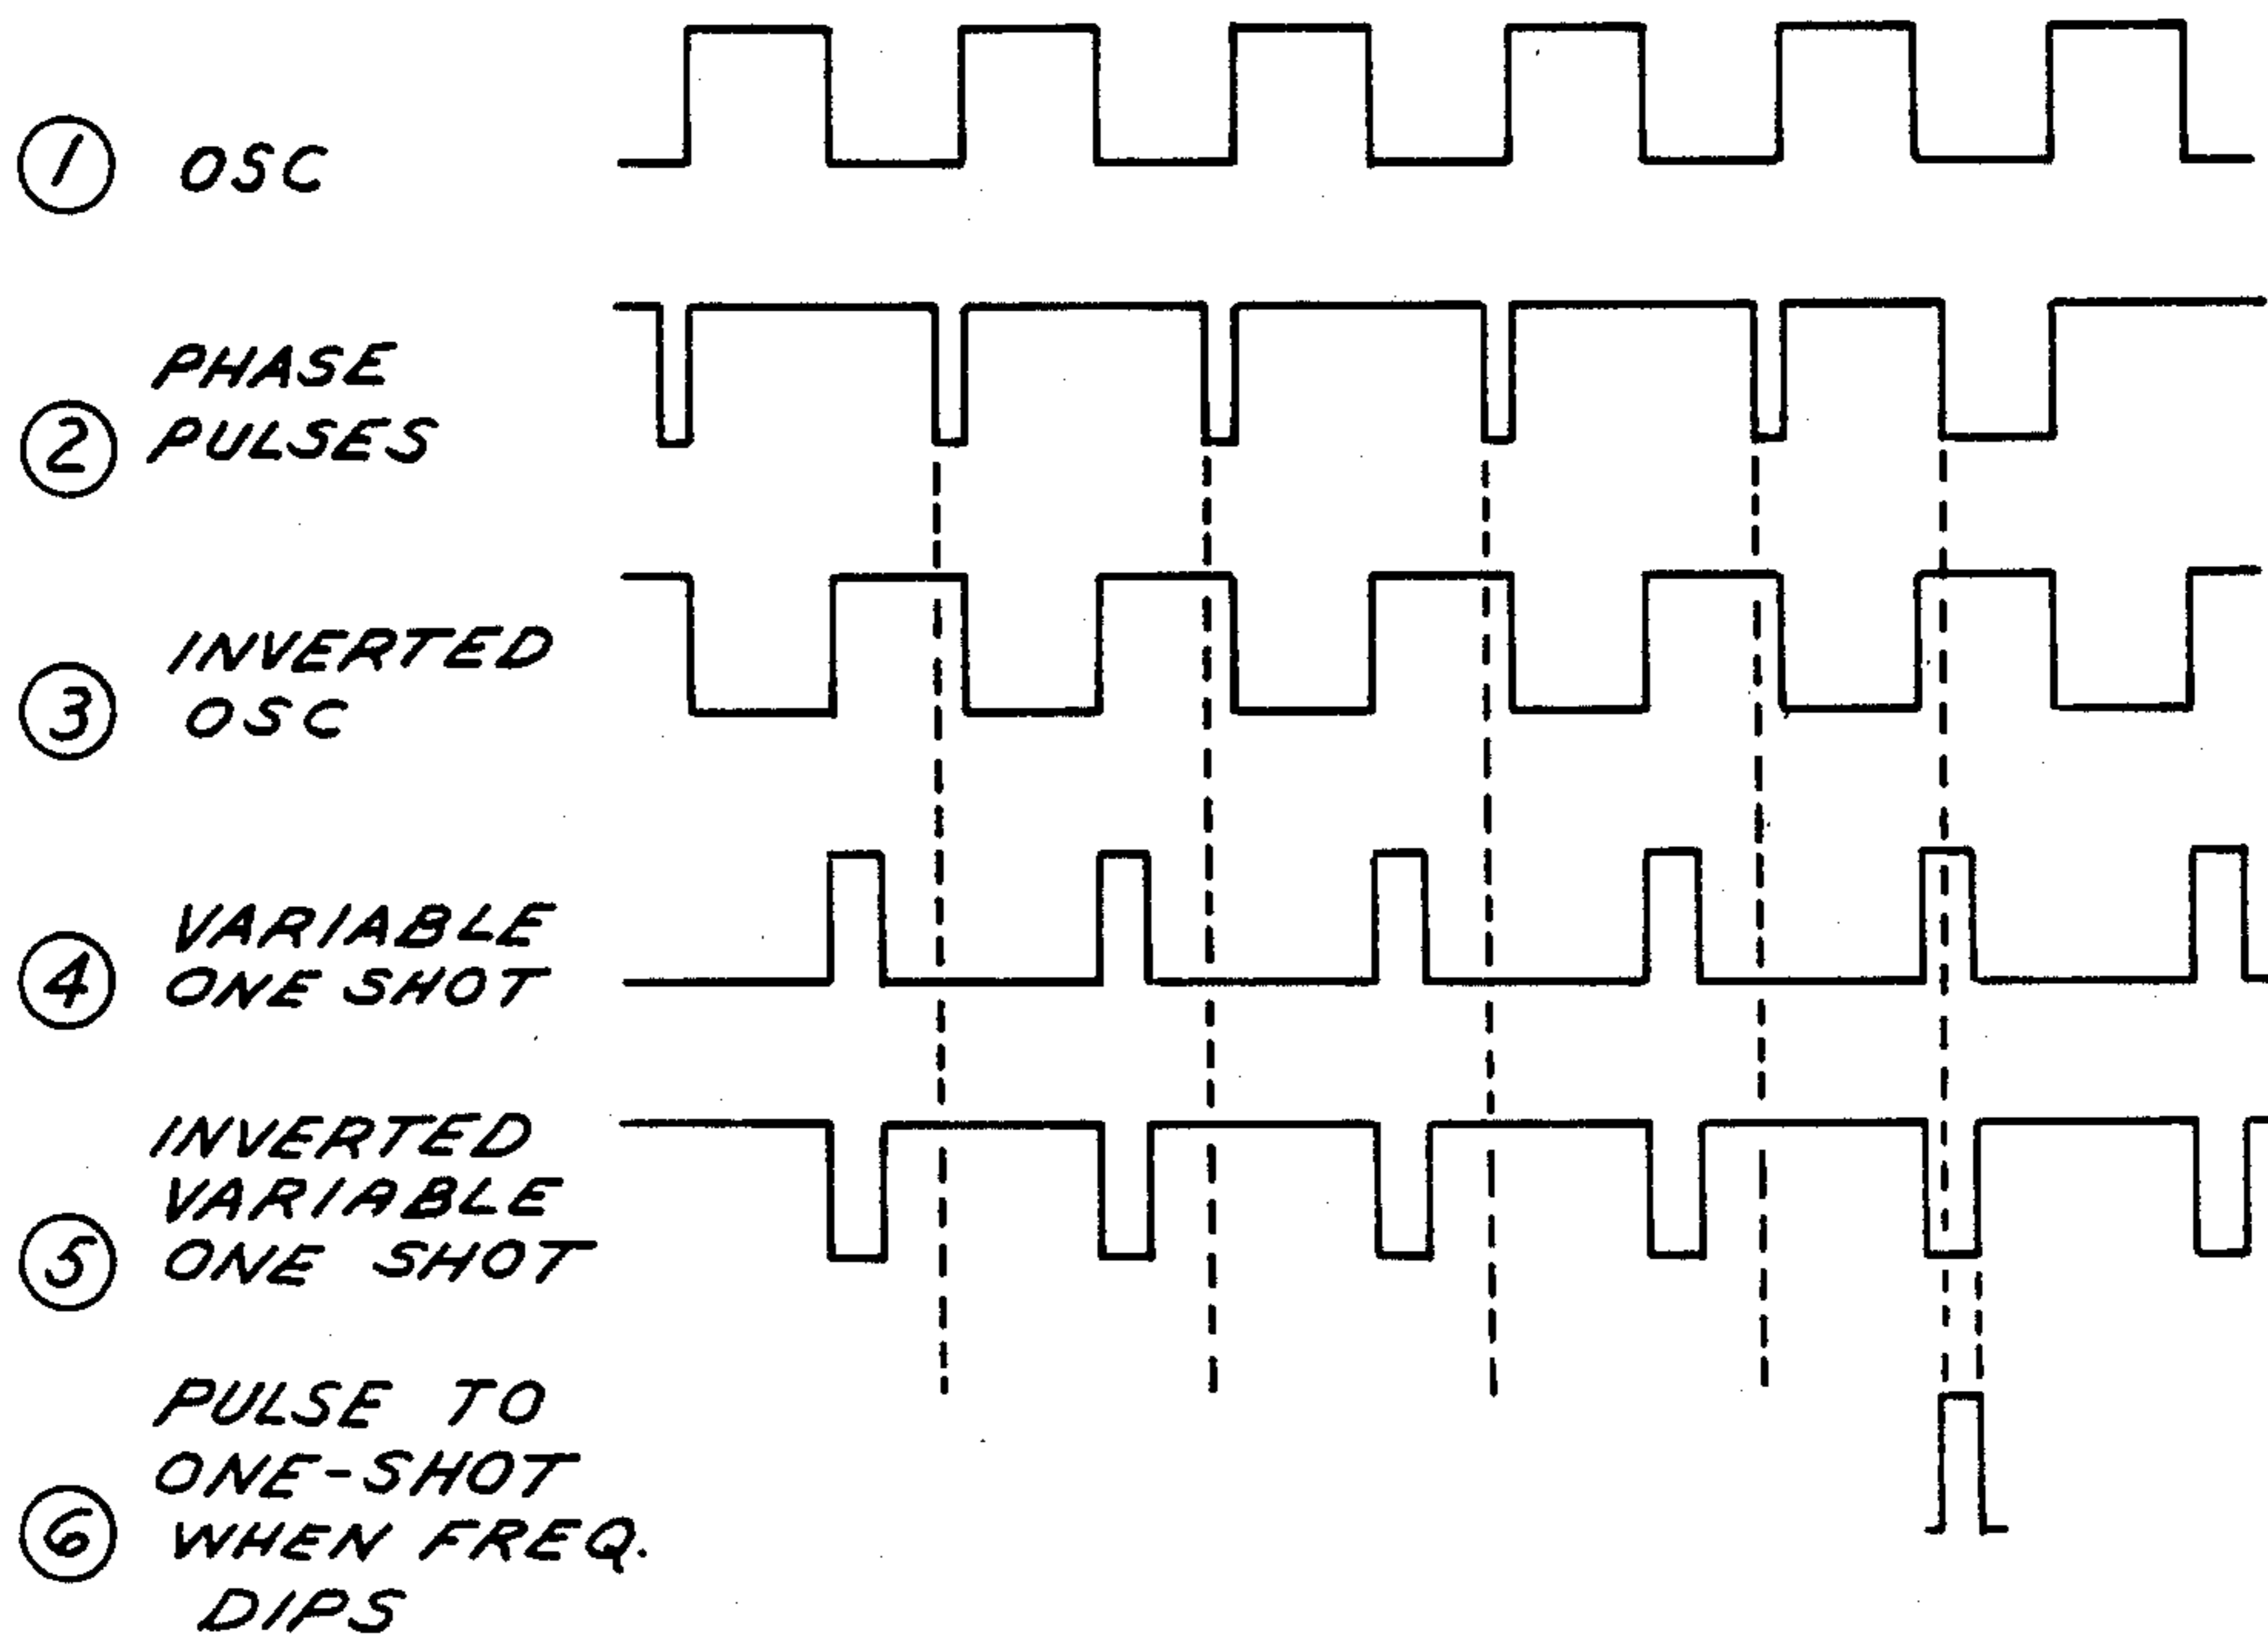 1 OSC
PHASE
2 PULSES
INVERTED
3 OSC
VARIABLE
4 ONE SHOT
INVERTED
VARIABLE
5 ONE SHOT
PULSE TO
ONE-SHOT
6 WHEN FREQ.
DIPS